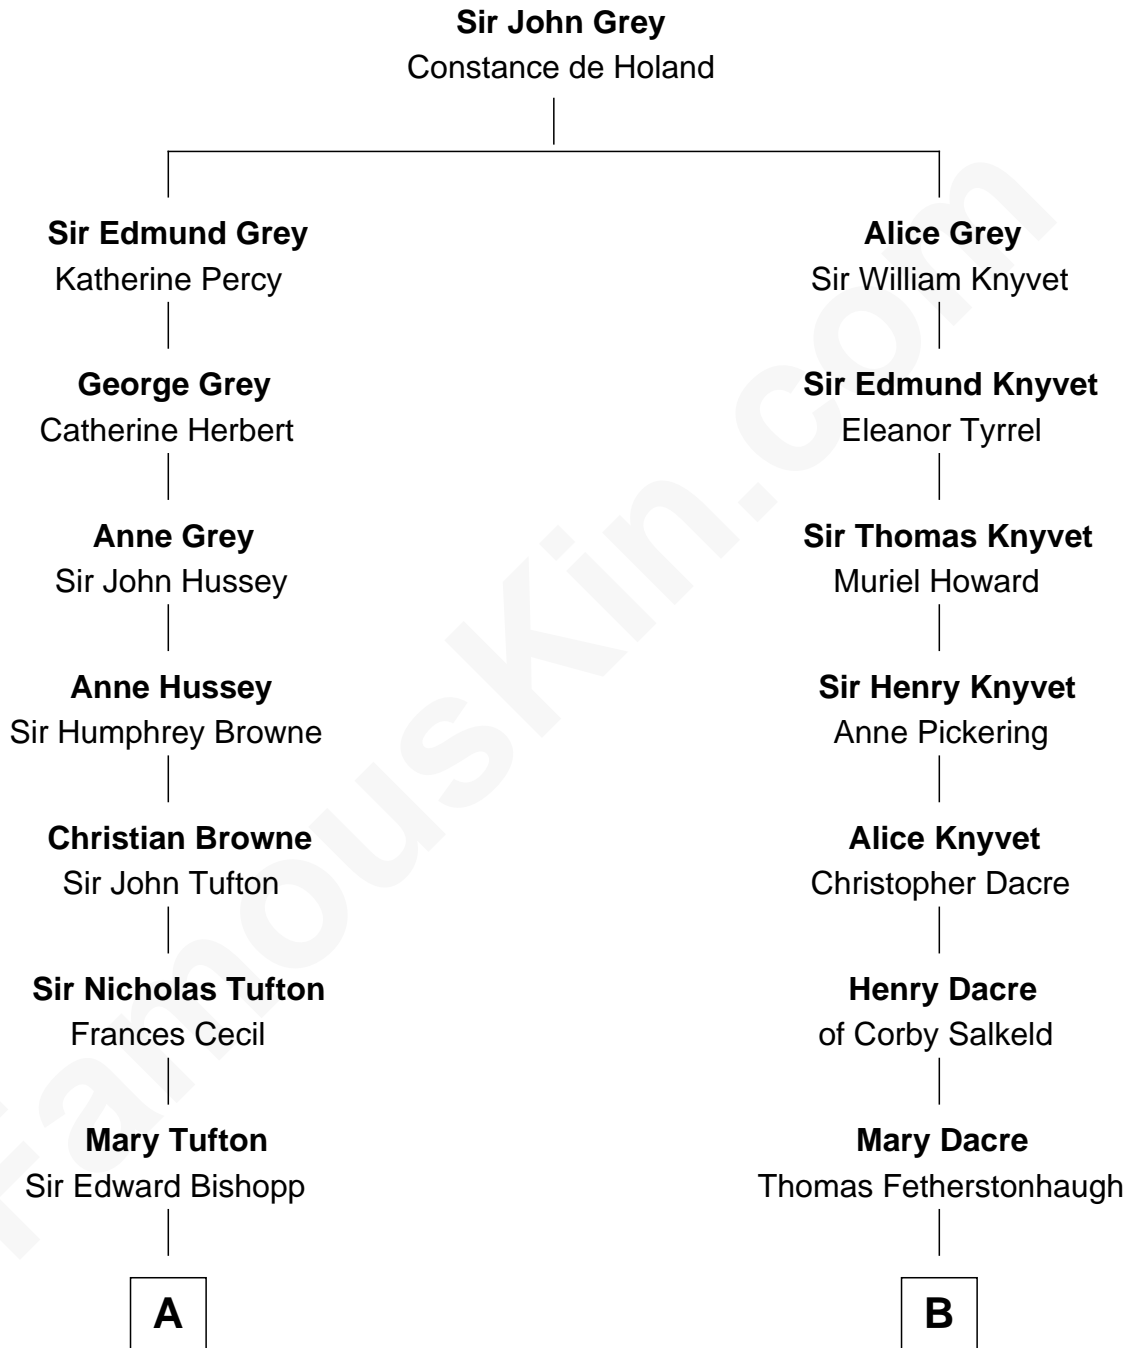 Sir John Grey
Constance de Holand
Sir Edmund Grey
Katherine Percy
George Grey
Catherine Herbert
Anne Grey
Sir John Hussey
Anne Hussey
Sir Humphrey Browne
Christian Browne
Sir John Tufton
Sir Nicholas Tufton
Frances Cecil
Mary Tufton
Sir Edward Bishopp
A
Alice Grey
Sir William Knyvet
Sir Edmund Knyvet
Eleanor Tyrrel
Sir Thomas Knyvet
Muriel Howard
Sir Henry Knyvet
Anne Pickering
Alice Knyvet
Christopher Dacre
Henry Dacre
of Corby Salkeld
Mary Dacre
Thomas Fetherstonhaugh
B
FamousKin.com